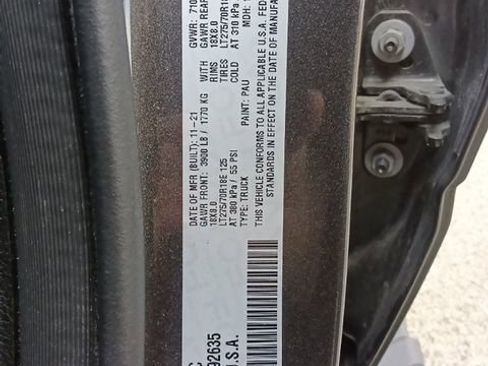 DATE OF MFR (BUILT): 11-21 GVWR: 710
GAWR FRONT: 3900 LB / 1770 KG WITH GAWR REAR
18X8.0 RIMS 18X8.0
LT275/70R18E 125 TIRES LT275/70R18
AT 380 kPa / 55 PSI COLD AT 310 kPa
TYPE: TRUCK PAINT: PAU MDH:
THIS VEHICLE CONFORMS TO ALL APPLICABLE U.S.A. FEDE
STANDARDS IN EFFECT ON THE DATE OF MANUFA
C
92635
U.S.A.